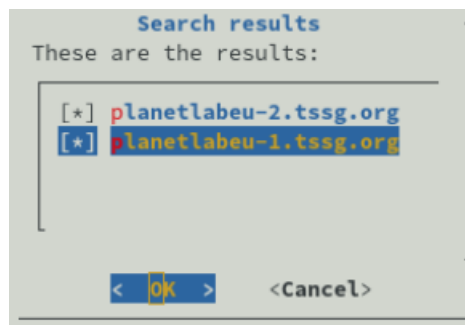 Search results
These are the results:
[*] planetlabeu-2.tssg.org
[*] planetlabeu-1.tssg.org
< OK > <Cancel>